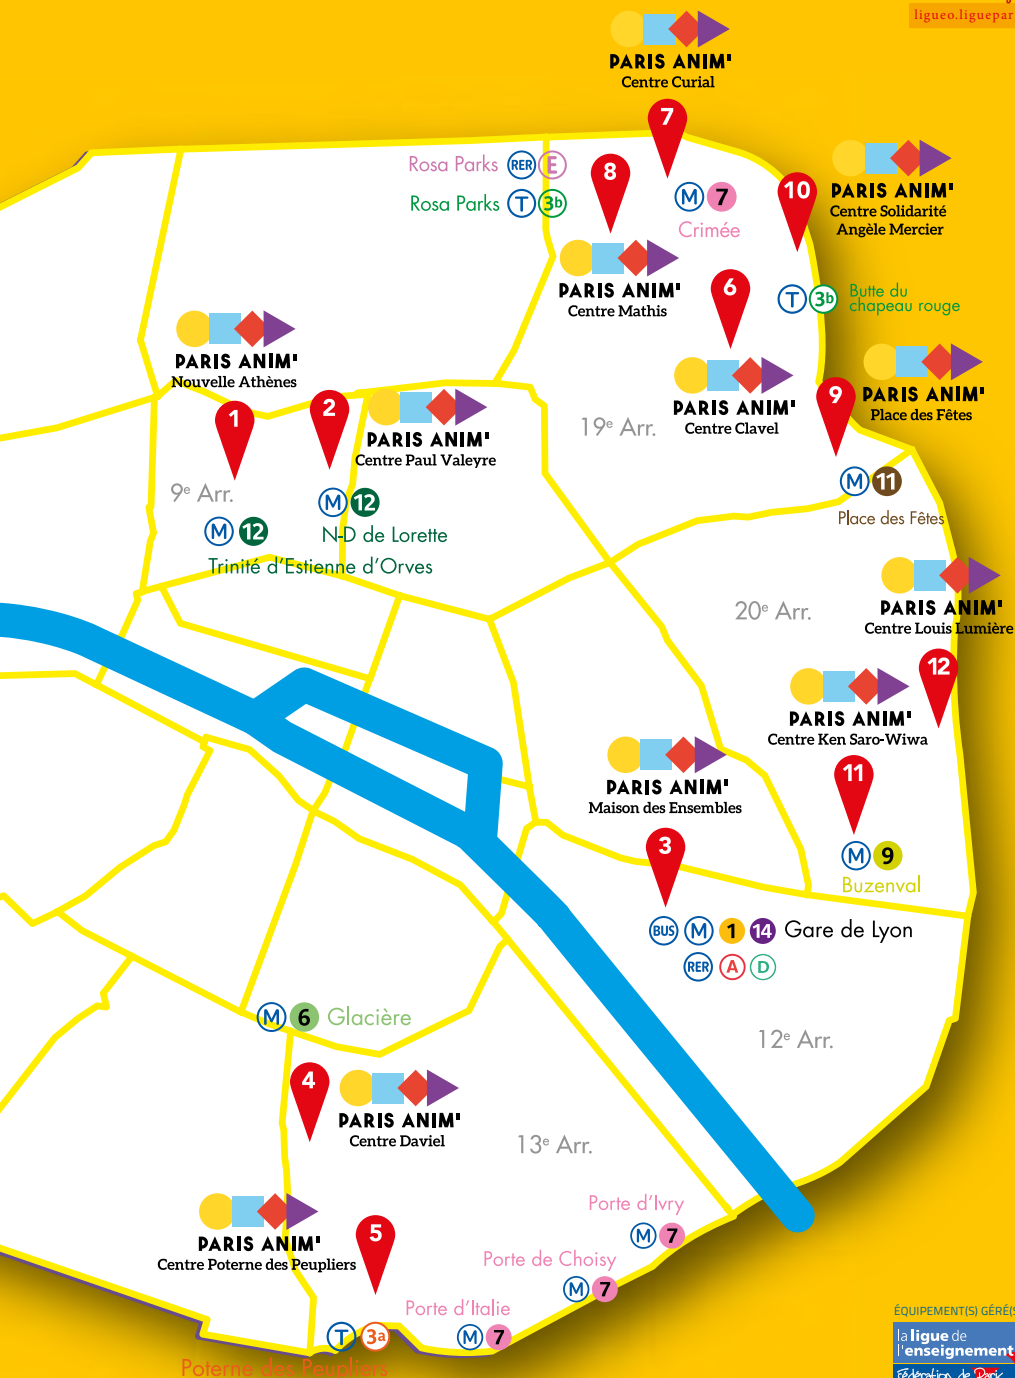 ligueo.liguepar
PARIS ANIM'
Centre Curial
7
Rosa Parks RER E
Rosa Parks T 3b
8
M 7
Crimée
10
PARIS ANIM'
Centre Solidarité
Angèle Mercier
PARIS ANIM'
Centre Mathis
6
T 3b Butte du
chapeau rouge
PARIS ANIM'
Nouvelle Athènes
1
2
PARIS ANIM'
Centre Paul Valeyre
PARIS ANIM'
Centre Clavel
9
PARIS ANIM'
Place des Fêtes
19e Arr.
9e Arr.
M 12
Trinité d'Estienne d'Orves
M 12
N-D de Lorette
M 11
Place des Fêtes
20e Arr.
PARIS ANIM'
Centre Louis Lumière
12
PARIS ANIM'
Centre Ken Saro-Wiwa
11
M 9
Buzenval
PARIS ANIM'
Maison des Ensembles
3
BUS M 1 14 Gare de Lyon
RER A D
12e Arr.
M 6 Glacière
4
PARIS ANIM'
Centre Daviel
13e Arr.
PARIS ANIM'
Centre Poterne des Peupliers
5
Porte d'Ivry
M 7
Porte de Choisy
M 7
Porte d'Italie
M 7
T 3a
Poterne des Peupliers
ÉQUIPEMENT(S) GÉRÉ(S
la ligue de
l'enseignement
Fédération de Paris